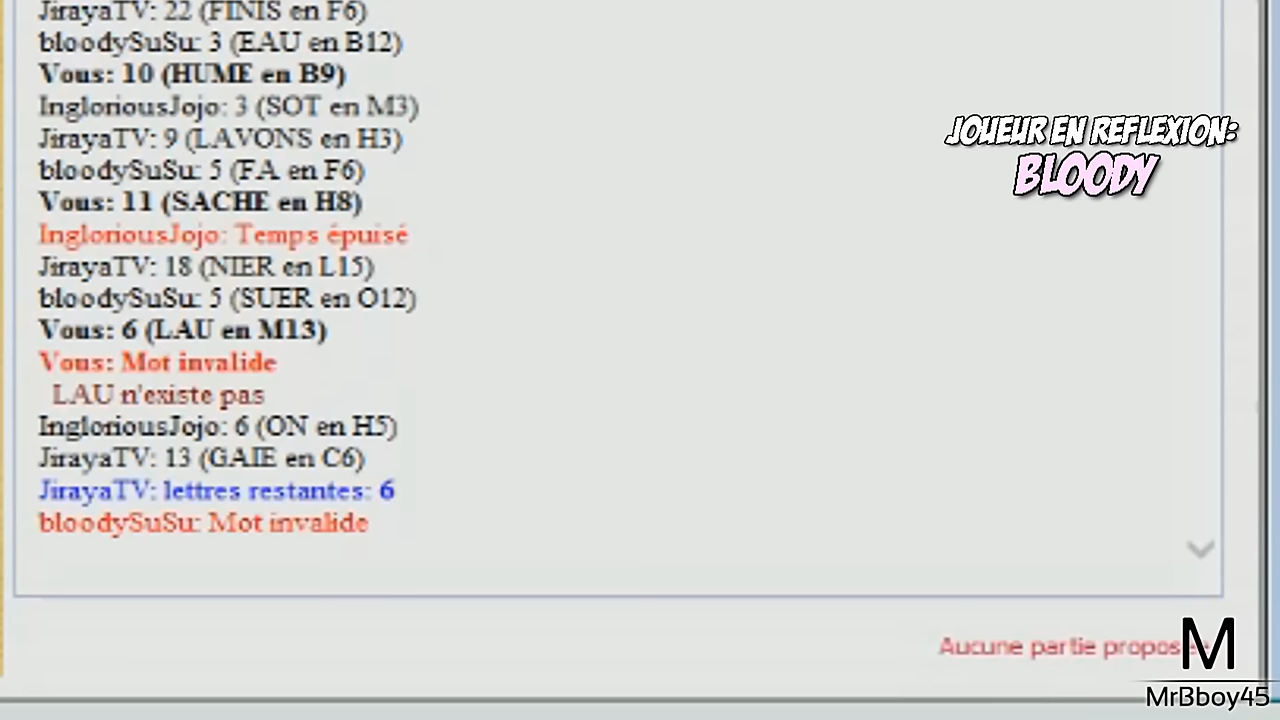 JirayaTV: 22 (FINIS en F6)
bloodySuSu: 3 (EAU en B12)
Vous: 10 (HUME en B9)
IngloriousJojo: 3 (SOT en M3)
JirayaTV: 9 (LAVONS en H3)
bloodySuSu: 5 (FA en F6)
Vous: 11 (SACHE en H8)
IngloriousJojo: Temps épuisé
JirayaTV: 18 (NIER en L15)
bloodySuSu: 5 (SUER en O12)
Vous: 6 (LAU en M13)
Vous: Mot invalide
LAU n'existe pas
IngloriousJojo: 6 (ON en H5)
JirayaTV: 13 (GAIE en C6)
JirayaTV: lettres restantes: 6
bloodySuSu: Mot invalide
JOUEUR EN REFLEXION:
BLOODY
Aucune partie proposée
M
MrBboy45